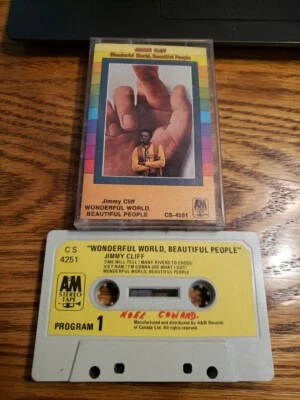 JIMMY CLIFF
Wonderful World, Beautiful People
Jimmy Cliff
WONDERFUL WORLD,
BEAUTIFUL PEOPLE
CS-4251
A&M
CS
4251
"WONDERFUL WORLD, BEAUTIFUL PEOPLE"
JIMMY CLIFF
TIME WILL TELL / MANY RIVERS TO CROSS/
VIETNAM / I'M GONNA USE WHAT I GOT/
WONDERFUL WORLD, BEAUTIFUL PEOPLE
A&M
STEREO
TAPE
PROGRAM 1
NOEL COWARD.
Manufactured and distributed by A&M Records
of Canada Ltd. All rights reserved.